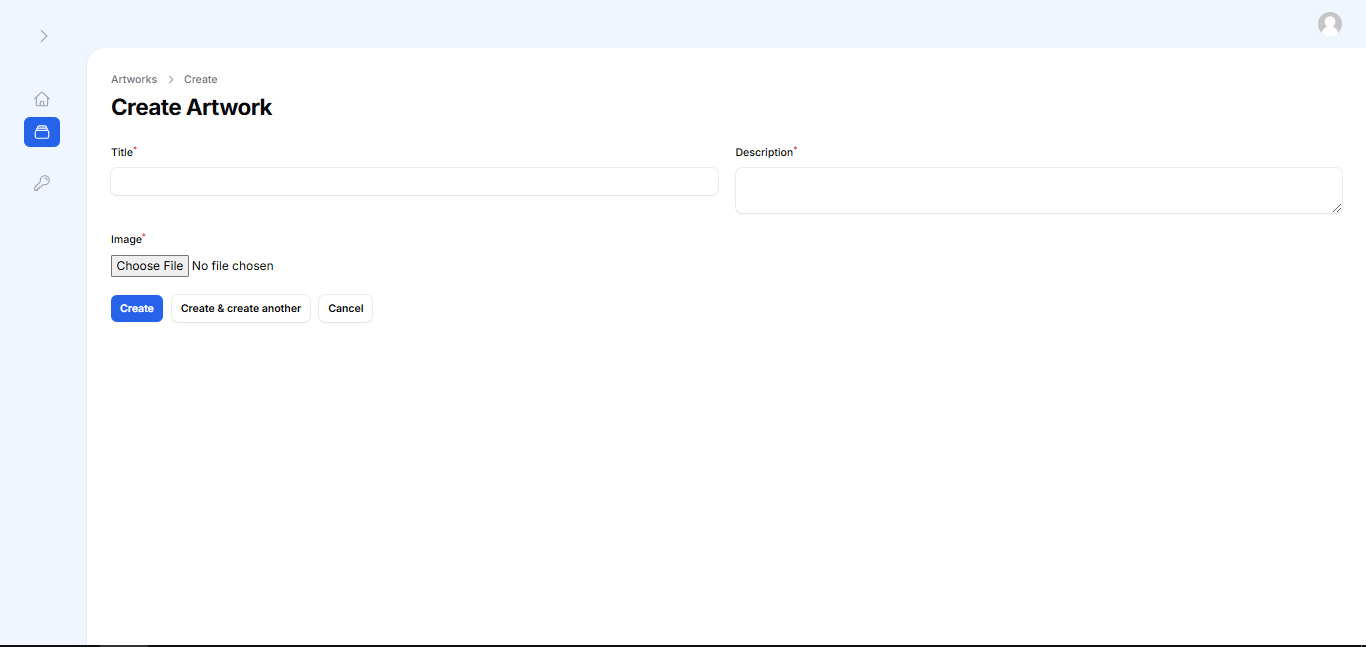 Artworks > Create
Create Artwork
Title*
Description*
Image*
Choose File No file chosen
Create
Create & create another
Cancel